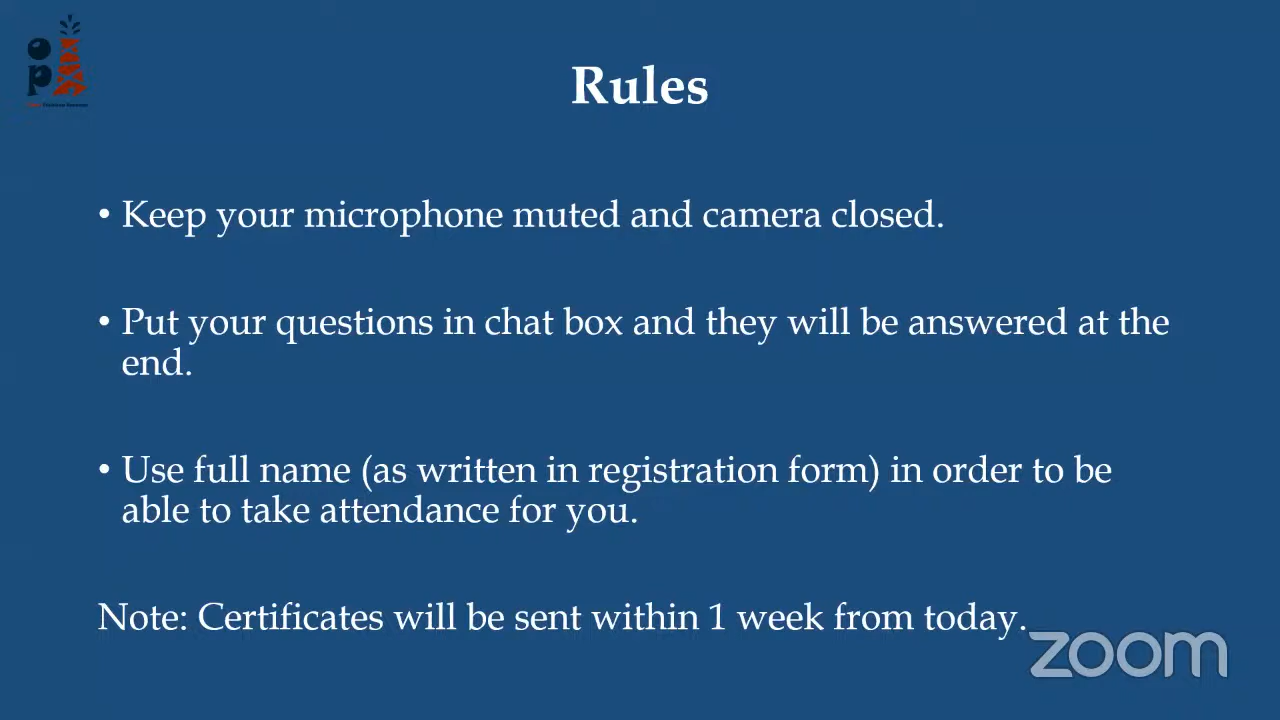 op
Rules
• Keep your microphone muted and camera closed.
• Put your questions in chat box and they will be answered at the
end.
• Use full name (as written in registration form) in order to be
able to take attendance for you.
Note: Certificates will be sent within 1 week from today.
zoom